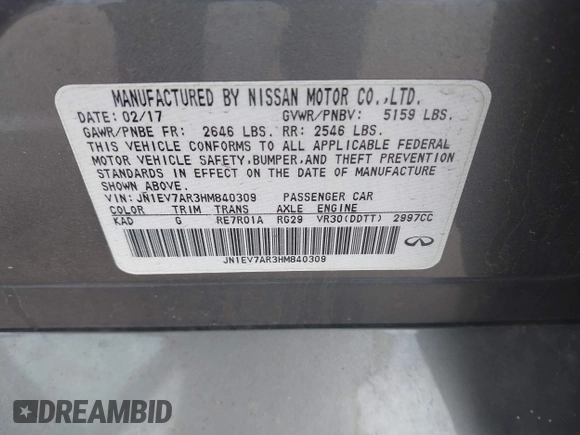 MANUFACTURED BY NISSAN MOTOR CO.,LTD.
DATE: 02/17 GVWR/PNBV: 5159 LBS.
GAWR/PNBE FR: 2646 LBS. RR: 2546 LBS.
THIS VEHICLE CONFORMS TO ALL APPLICABLE FEDERAL
MOTOR VEHICLE SAFETY,BUMPER,AND THEFT PREVENTION
STANDARDS IN EFFECT ON THE DATE OF MANUFACTURE
SHOWN ABOVE.
VIN: JN1EV7AR3HM840309 PASSENGER CAR
COLOR TRIM TRANS AXLE ENGINE
KAD G RE7R01A RG29 VR30(DDTT) 2997CC
INFINITI
JN1EV7AR3HM840309
DREAMBID